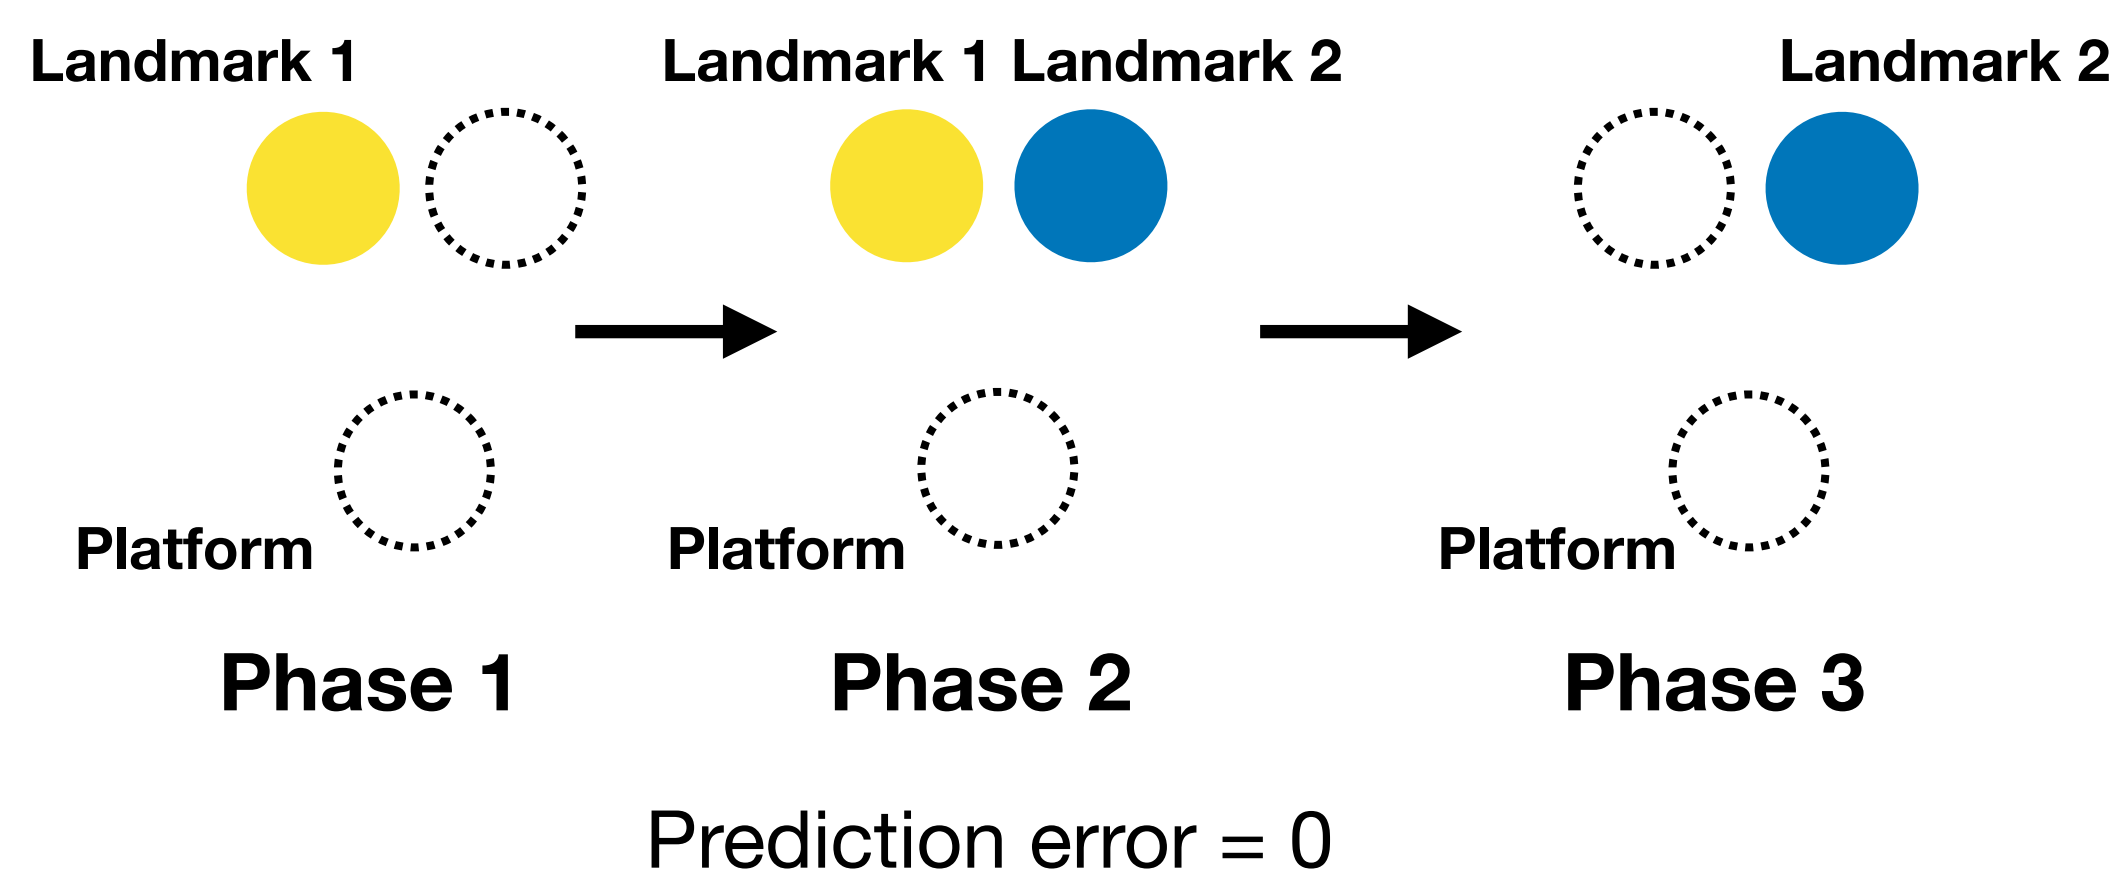 Landmark 1
Landmark 1 Landmark 2
Landmark 2
Platform
Platform
Platform
Phase 1
Phase 2
Phase 3
Prediction error = 0